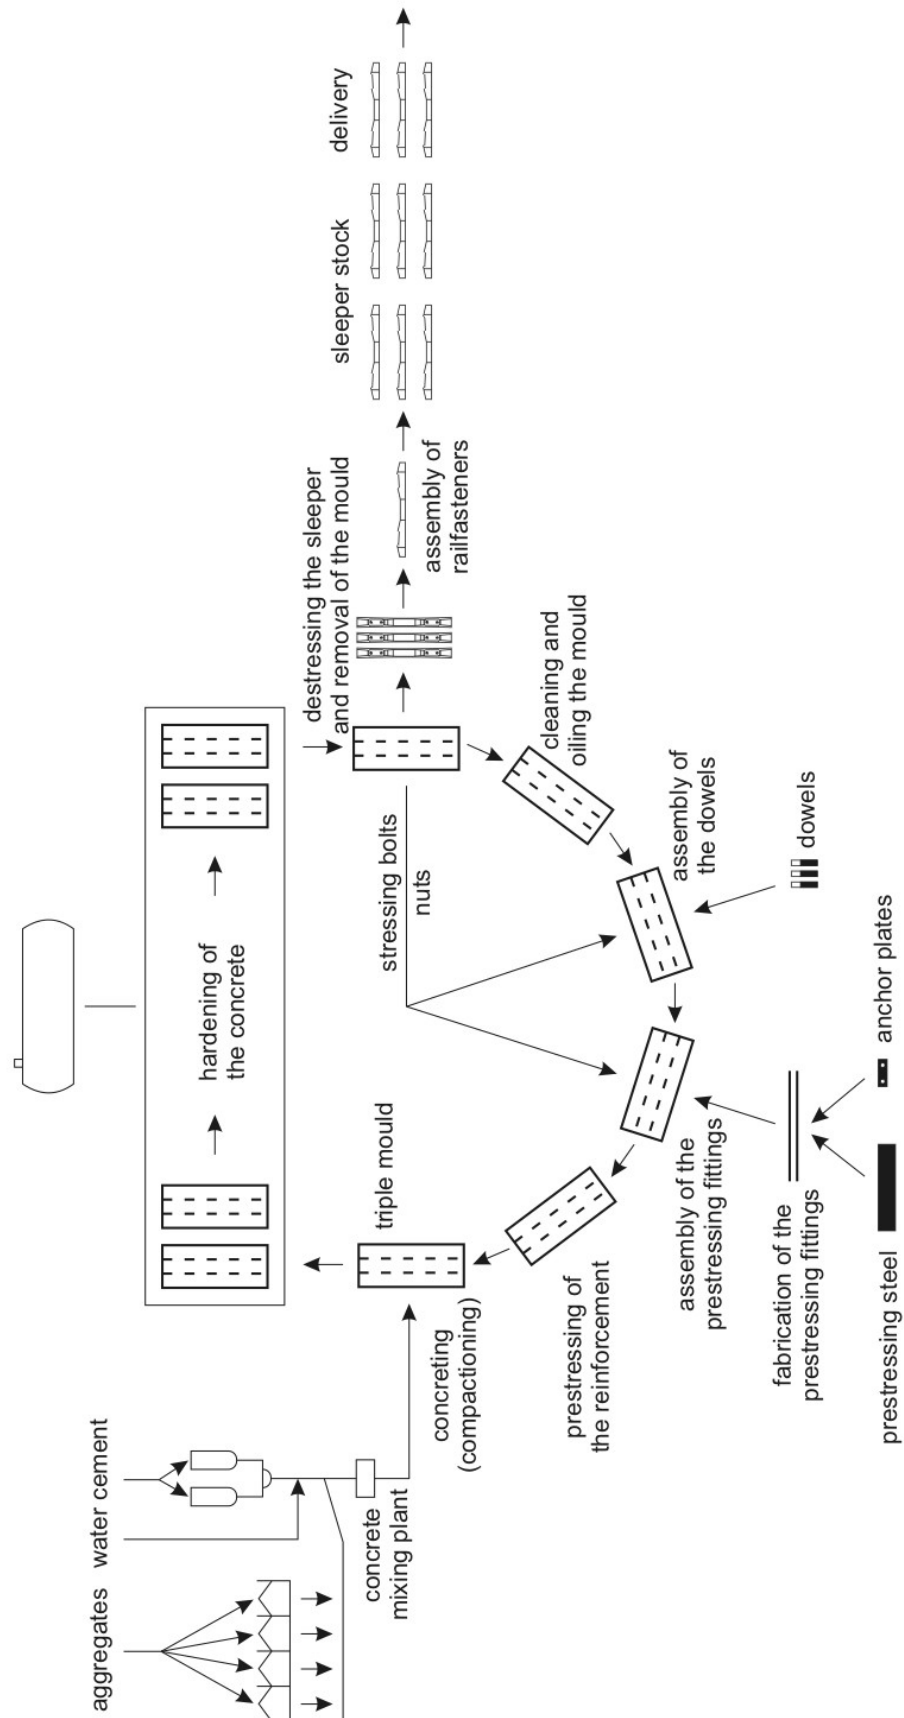 aggregates
water
cement
concrete
mixing plant
concreting
(compactioning)
triple mould
hardening of
the concrete
destressing the sleeper
and removal of the mould
assembly of
railfasteners
sleeper stock
delivery
stressing bolts
nuts
cleaning and
oiling the mould
assembly of
the dowels
dowels
prestressing of
the reinforcement
assembly of the
prestressing fittings
fabrication of the
prestressing fittings
anchor plates
prestressing steel